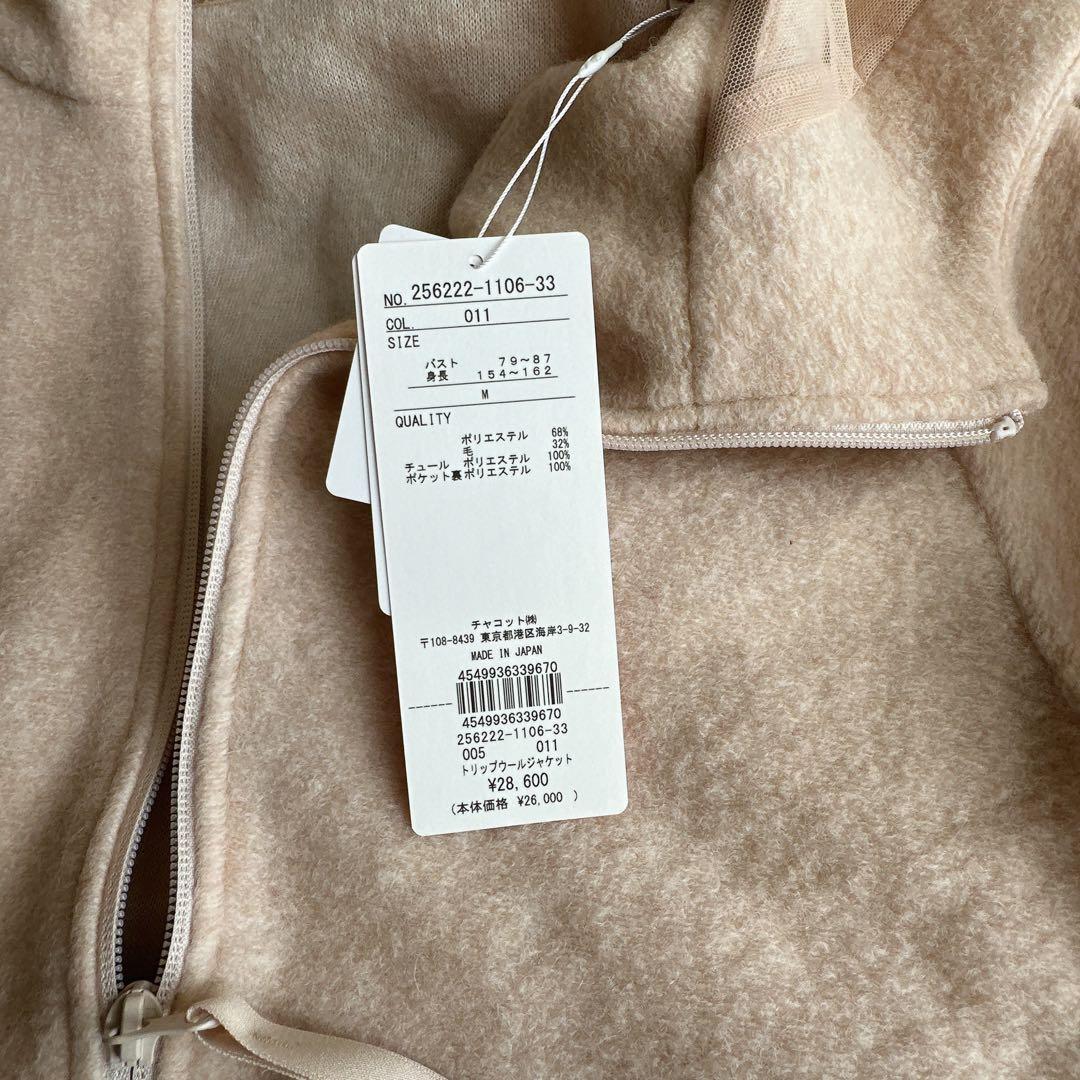 NO. 256222-1106-33
COL. 011
SIZE
バスト 79~87
身長 154~162
M
QUALITY
ポリエステル 68%
毛 32%
チュール ポリエステル 100%
ポケット裏ポリエステル 100%
チャコット㈱
〒108-8439 東京都港区海岸3-9-32
MADE IN JAPAN
4549936339670
4549936339670
256222-1106-33
005 011
トリップウールジャケット
¥28,600
(本体価格 ¥26,000 )